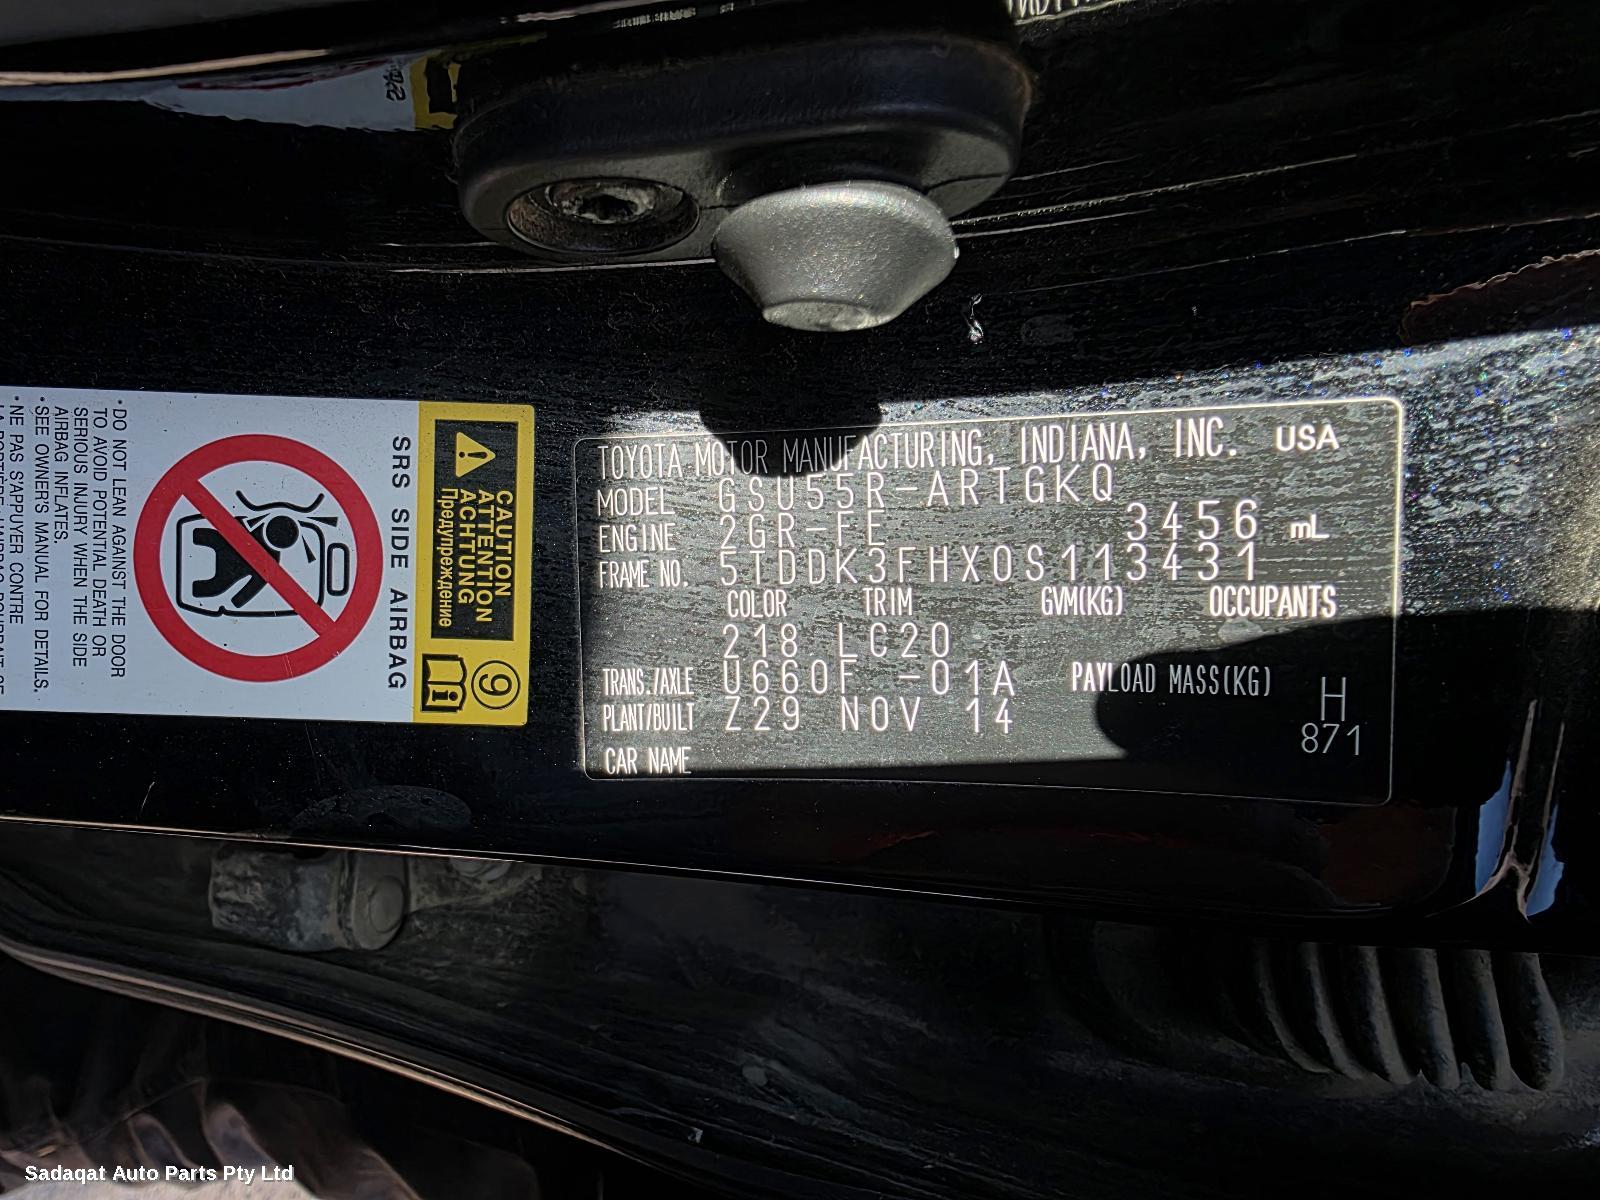 TOYOTA MOTOR MANUFACTURING, INDIANA, INC. USA
MODEL GSU55R-ARTGKQ
ENGINE 2GR-FE 3456 mL
FRAME NO. 5TDDK3FHX0S113431
COLOR TRIM GVM(KG) OCCUPANTS
218 LC20
TRANS./AXLE U660F -01A PAYLOAD MASS(KG)
PLANT/BUILT Z29 NOV 14
H
871
CAR NAME
CAUTION
ATTENTION
ACHTUNG
Предупреждение
9
SRS SIDE AIRBAG
• DO NOT LEAN AGAINST THE DOOR
TO AVOID POTENTIAL DEATH OR
SERIOUS INJURY WHEN THE SIDE
AIRBAG INFLATES.
• SEE OWNER'S MANUAL FOR DETAILS.
• NE PAS S'APPUYER CONTRE
Sadaqat Auto Parts Pty Ltd